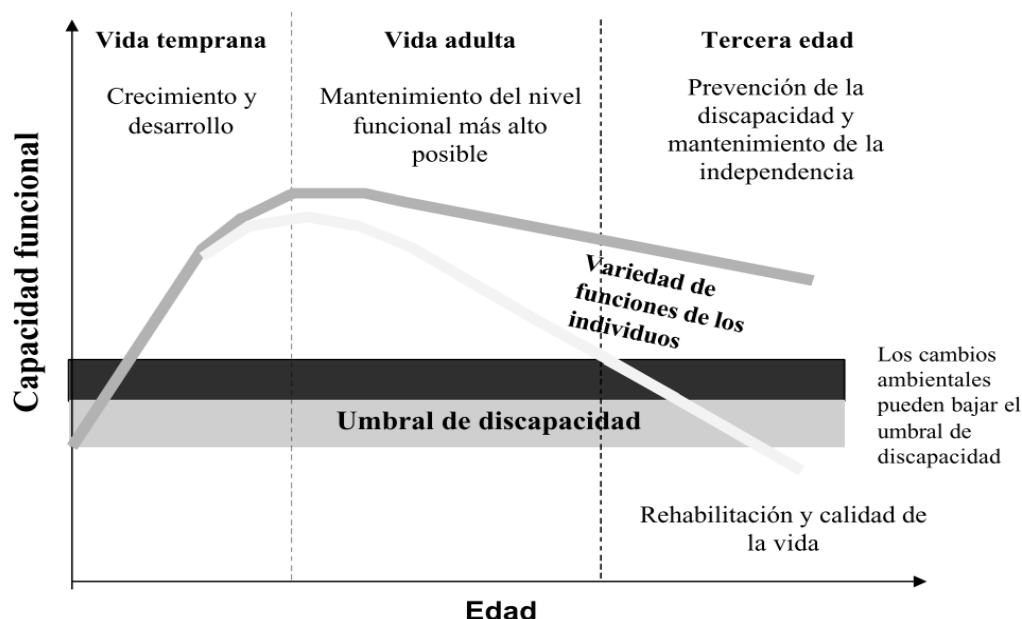 Vida temprana
Crecimiento y
desarrollo
Vida adulta
Mantenimiento del nivel
funcional más alto
posible
Tercera edad
Prevención de la
discapacidad y
mantenimiento de la
independencia
Capacidad funcional
Variedad de
funciones de los
individuos
Umbral de discapacidad
Los cambios
ambientales
pueden bajar el
umbral de
discapacidad
Rehabilitación y calidad de
la vida
Edad